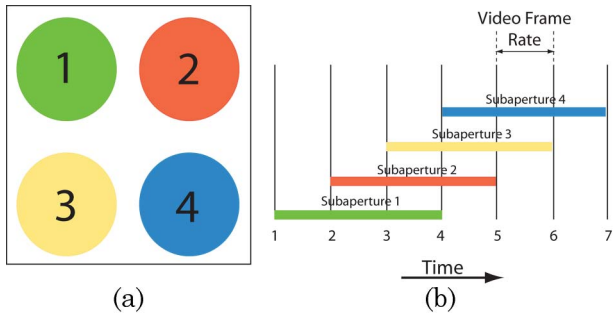 1
2
3
4
(a)
Video Frame
Rate
Subaperture 4
Subaperture 3
Subaperture 2
Subaperture 1
1 2 3 4 5 6 7
Time
(b)